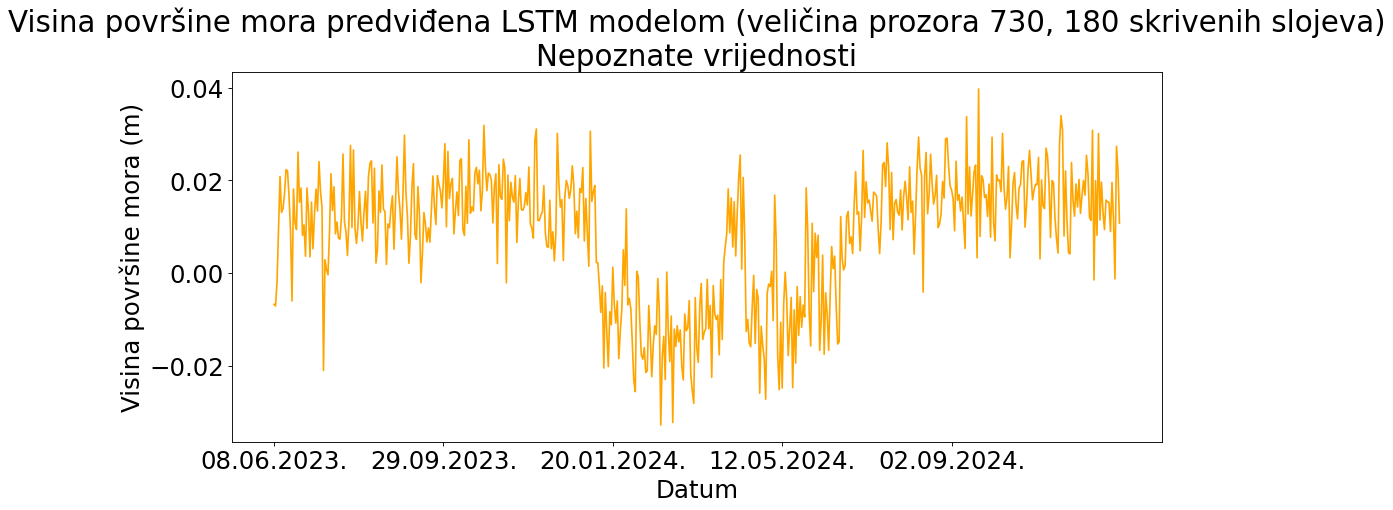 Visina površine mora predviđena LSTM modelom (veličina prozora 730, 180 skrivenih slojeva)
Nepoznate vrijednosti
Visina površine mora (m)
0.04
0.02
0.00
−0.02
08.06.2023. 29.09.2023. 20.01.2024. 12.05.2024. 02.09.2024.
Datum